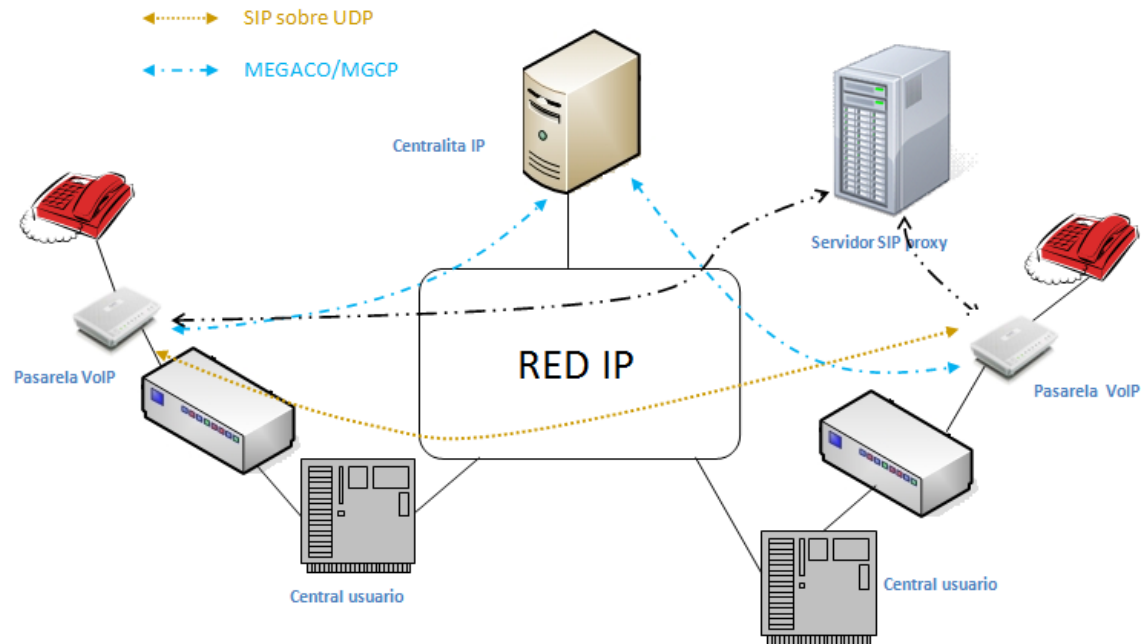 SIP sobre UDP
MEGACO/MGCP
Centralita IP
Servidor SIP proxy
RED IP
Pasarela VoIP
Pasarela VoIP
Central usuario
Central usuario